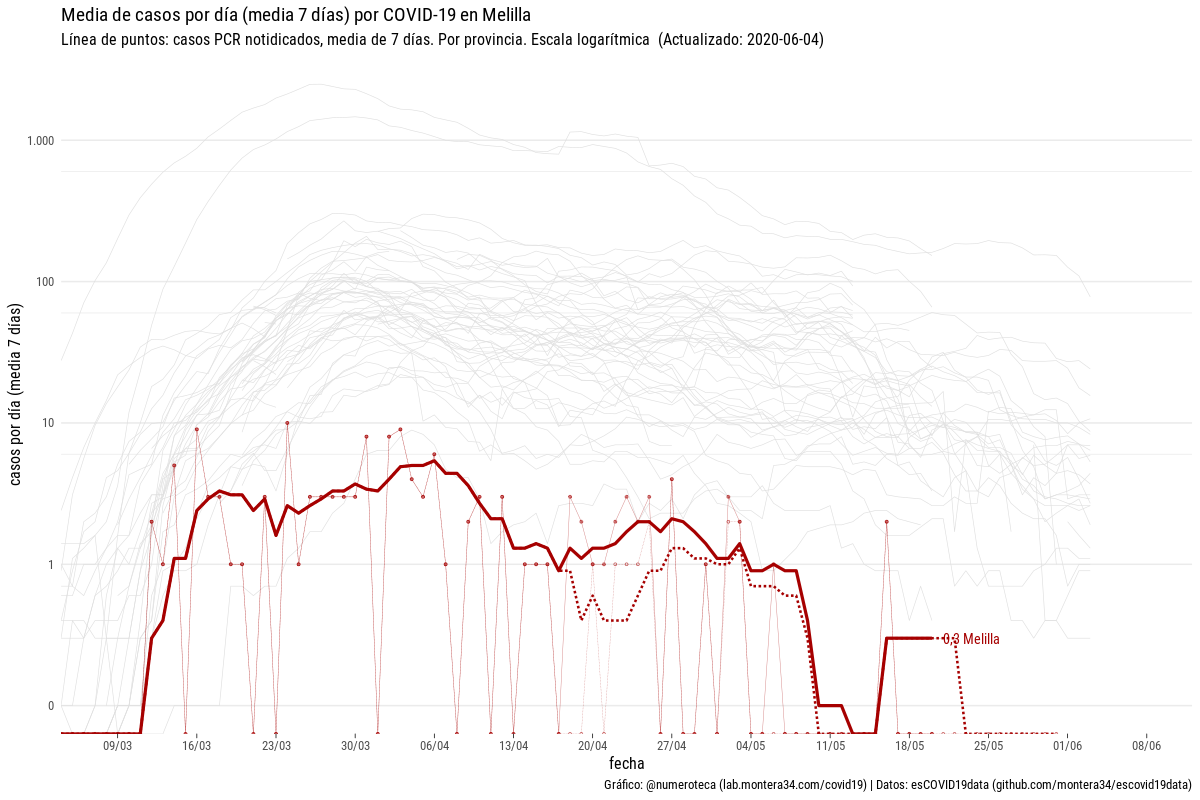 Media de casos por día (media 7 días) por COVID-19 en Melilla
Línea de puntos: casos PCR notidicados, media de 7 días. Por provincia. Escala logarítmica (Actualizado: 2020-06-04)
casos por día (media 7 días)
1.000
100
10
1
0
0,3 Melilla
09/03 16/03 23/03 30/03 06/04 13/04 20/04 27/04 04/05 11/05 18/05 25/05 01/06 08/06
fecha
Gráfico: @numeroteca (lab.montera34.com/covid19) | Datos: esCOVID19data (github.com/montera34/escovid19data)